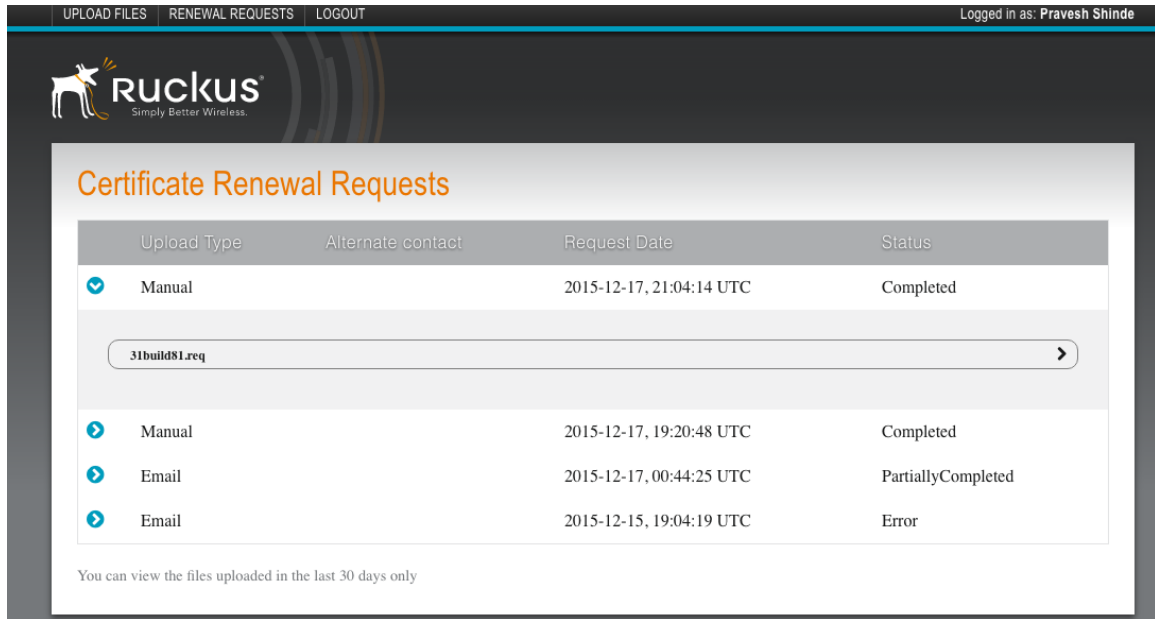 UPLOAD FILES RENEWAL REQUESTS LOGOUT Logged in as: Pravesh Shinde
RUCKUS
Simply Better Wireless.
Certificate Renewal Requests
Upload Type Alternate contact Request Date Status
Manual 2015-12-17, 21:04:14 UTC Completed
31build81.req
Manual 2015-12-17, 19:20:48 UTC Completed
Email 2015-12-17, 00:44:25 UTC PartiallyCompleted
Email 2015-12-15, 19:04:19 UTC Error
You can view the files uploaded in the last 30 days only